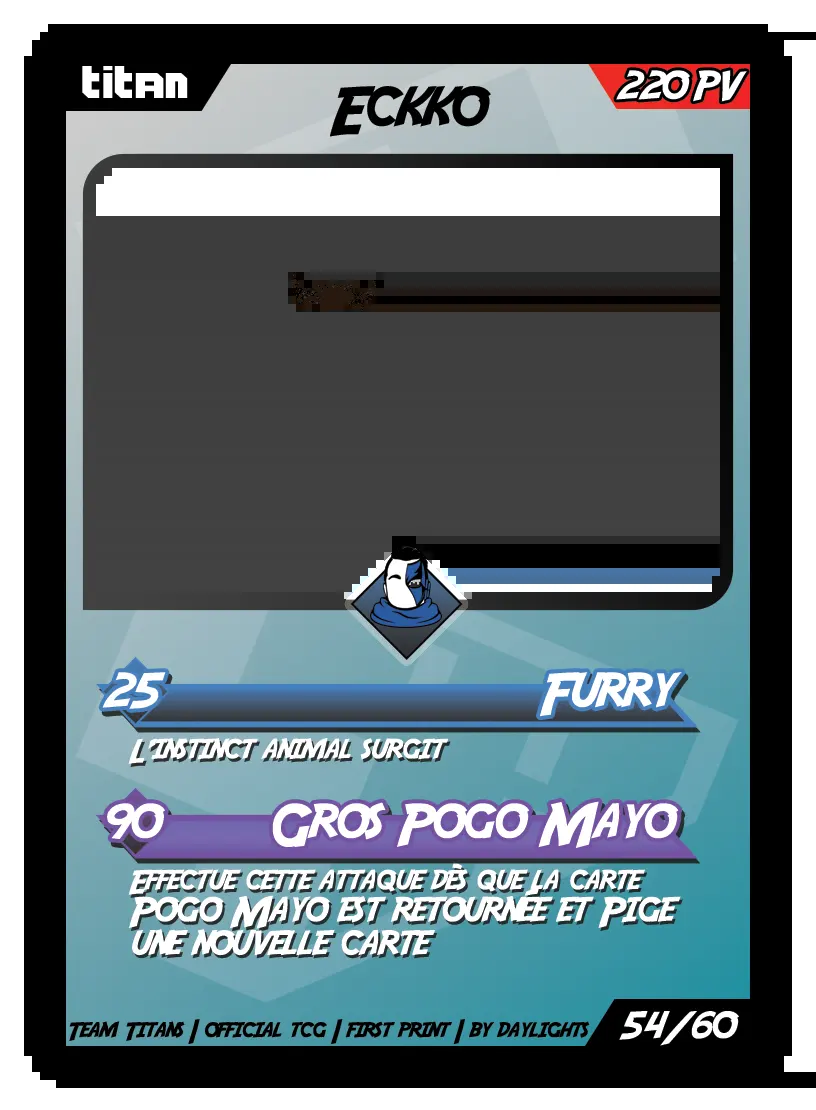 titan
Eckko
220 PV
25
Furry
L'instinct animal surgit
90
Gros Pogo Mayo
Effectue cette attaque dès que la carte
Pogo Mayo est retournée et Pige
une nouvelle carte
Team Titans | official tcg | first print | by daylights
54/60